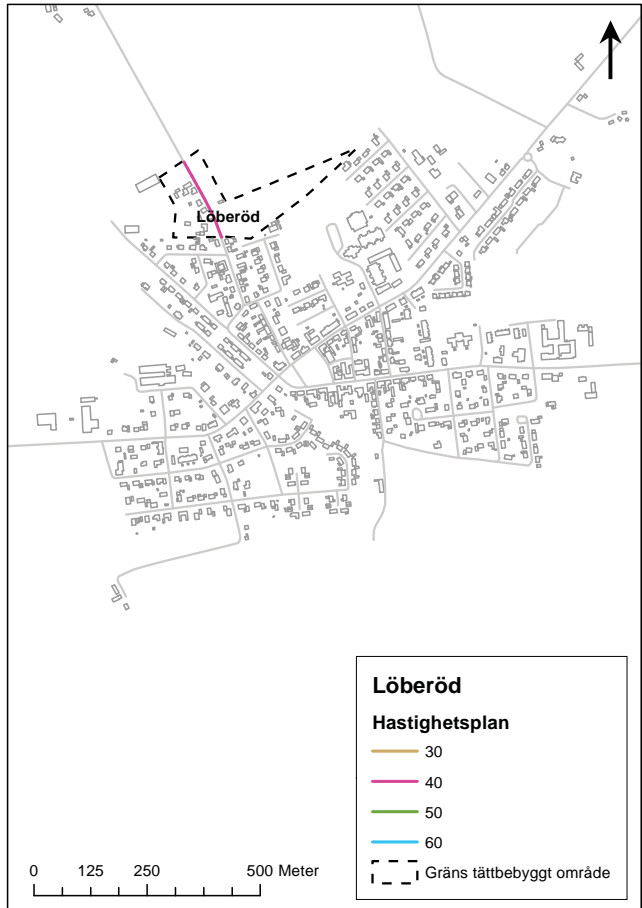 Löberöd
Löberöd
Hastighetsplan
30
40
50
60
Gräns tättbebyggt område
0 125 250 500 Meter